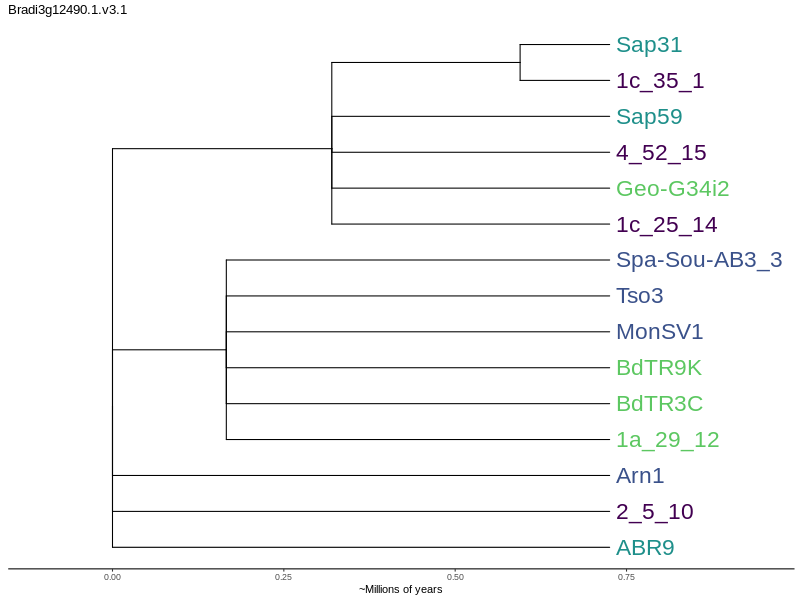 Bradi3g12490.1.v3.1
Sap31
1c_35_1
Sap59
4_52_15
Geo-G34i2
1c_25_14
Spa-Sou-AB3_3
Tso3
MonSV1
BdTR9K
BdTR3C
1a_29_12
Arn1
2_5_10
ABR9
0.00 0.25 0.50 0.75
~Millions of years